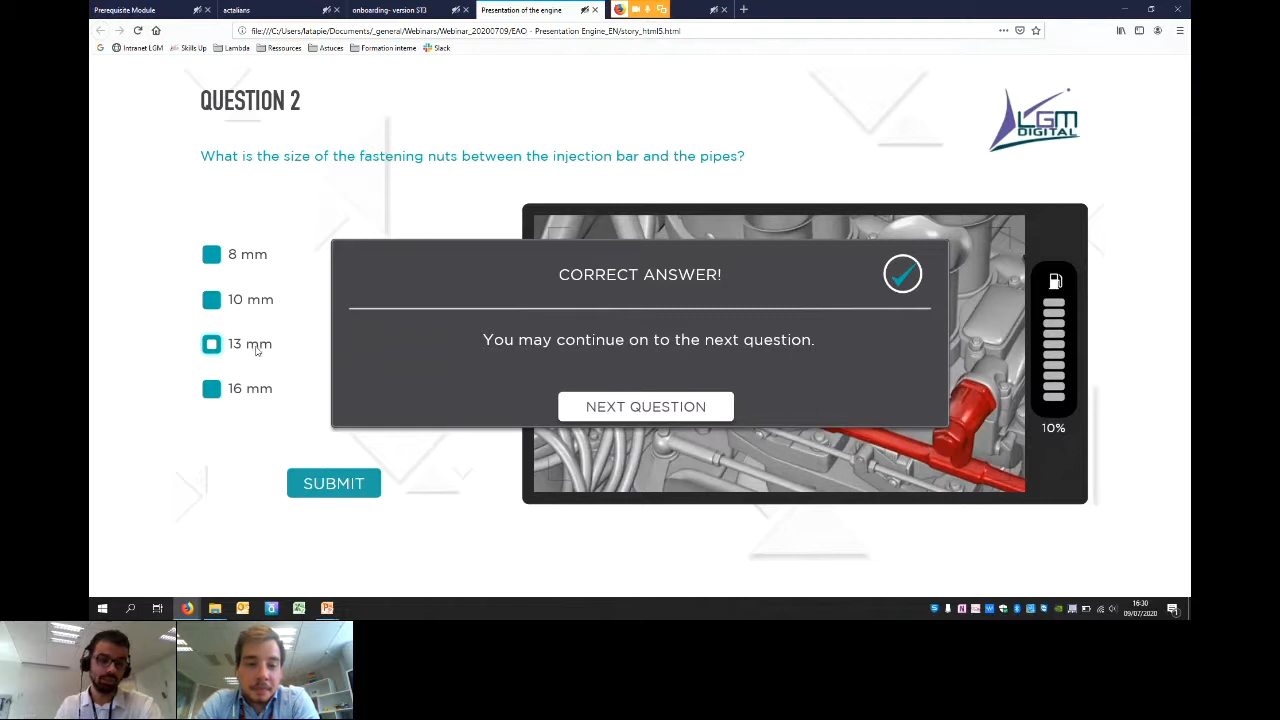 Prerequisite Module
actalians
onboarding- version ST3
Presentation of the engine
file:///C:/Users/latapie/Documents/_general/Webinars/Webinar_20200709/EAO - Presentation Engine_EN/story_html5.html
Intranet LGM
Skills Up
Lambda
Ressources
Astuces
Formation interne
Slack
QUESTION 2
LGM
DIGITAL
What is the size of the fastening nuts between the injection bar and the pipes?
8 mm
10 mm
13 mm
16 mm
CORRECT ANSWER!
You may continue on to the next question.
NEXT QUESTION
10%
SUBMIT
16:30
09/07/2020